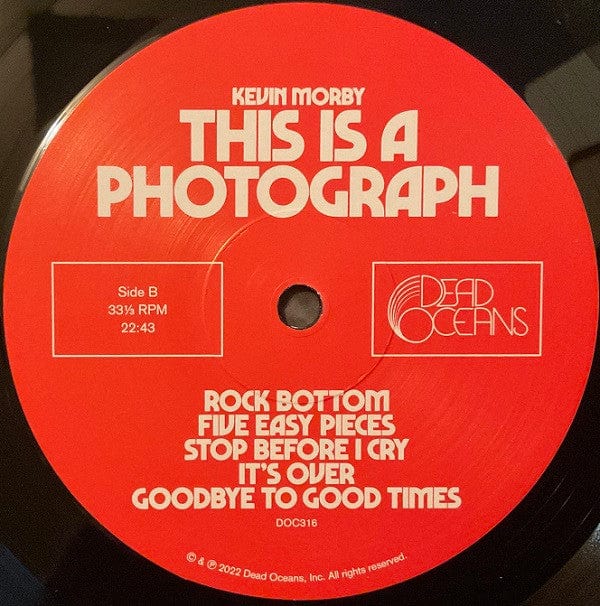 KEVIN MORBY
THIS IS A
PHOTOGRAPH
Side B
33⅓ RPM
22:43
DEAD
OCEANS
ROCK BOTTOM
FIVE EASY PIECES
STOP BEFORE I CRY
IT'S OVER
GOODBYE TO GOOD TIMES
DOC316
© & ℗ 2022 Dead Oceans, Inc. All rights reserved.